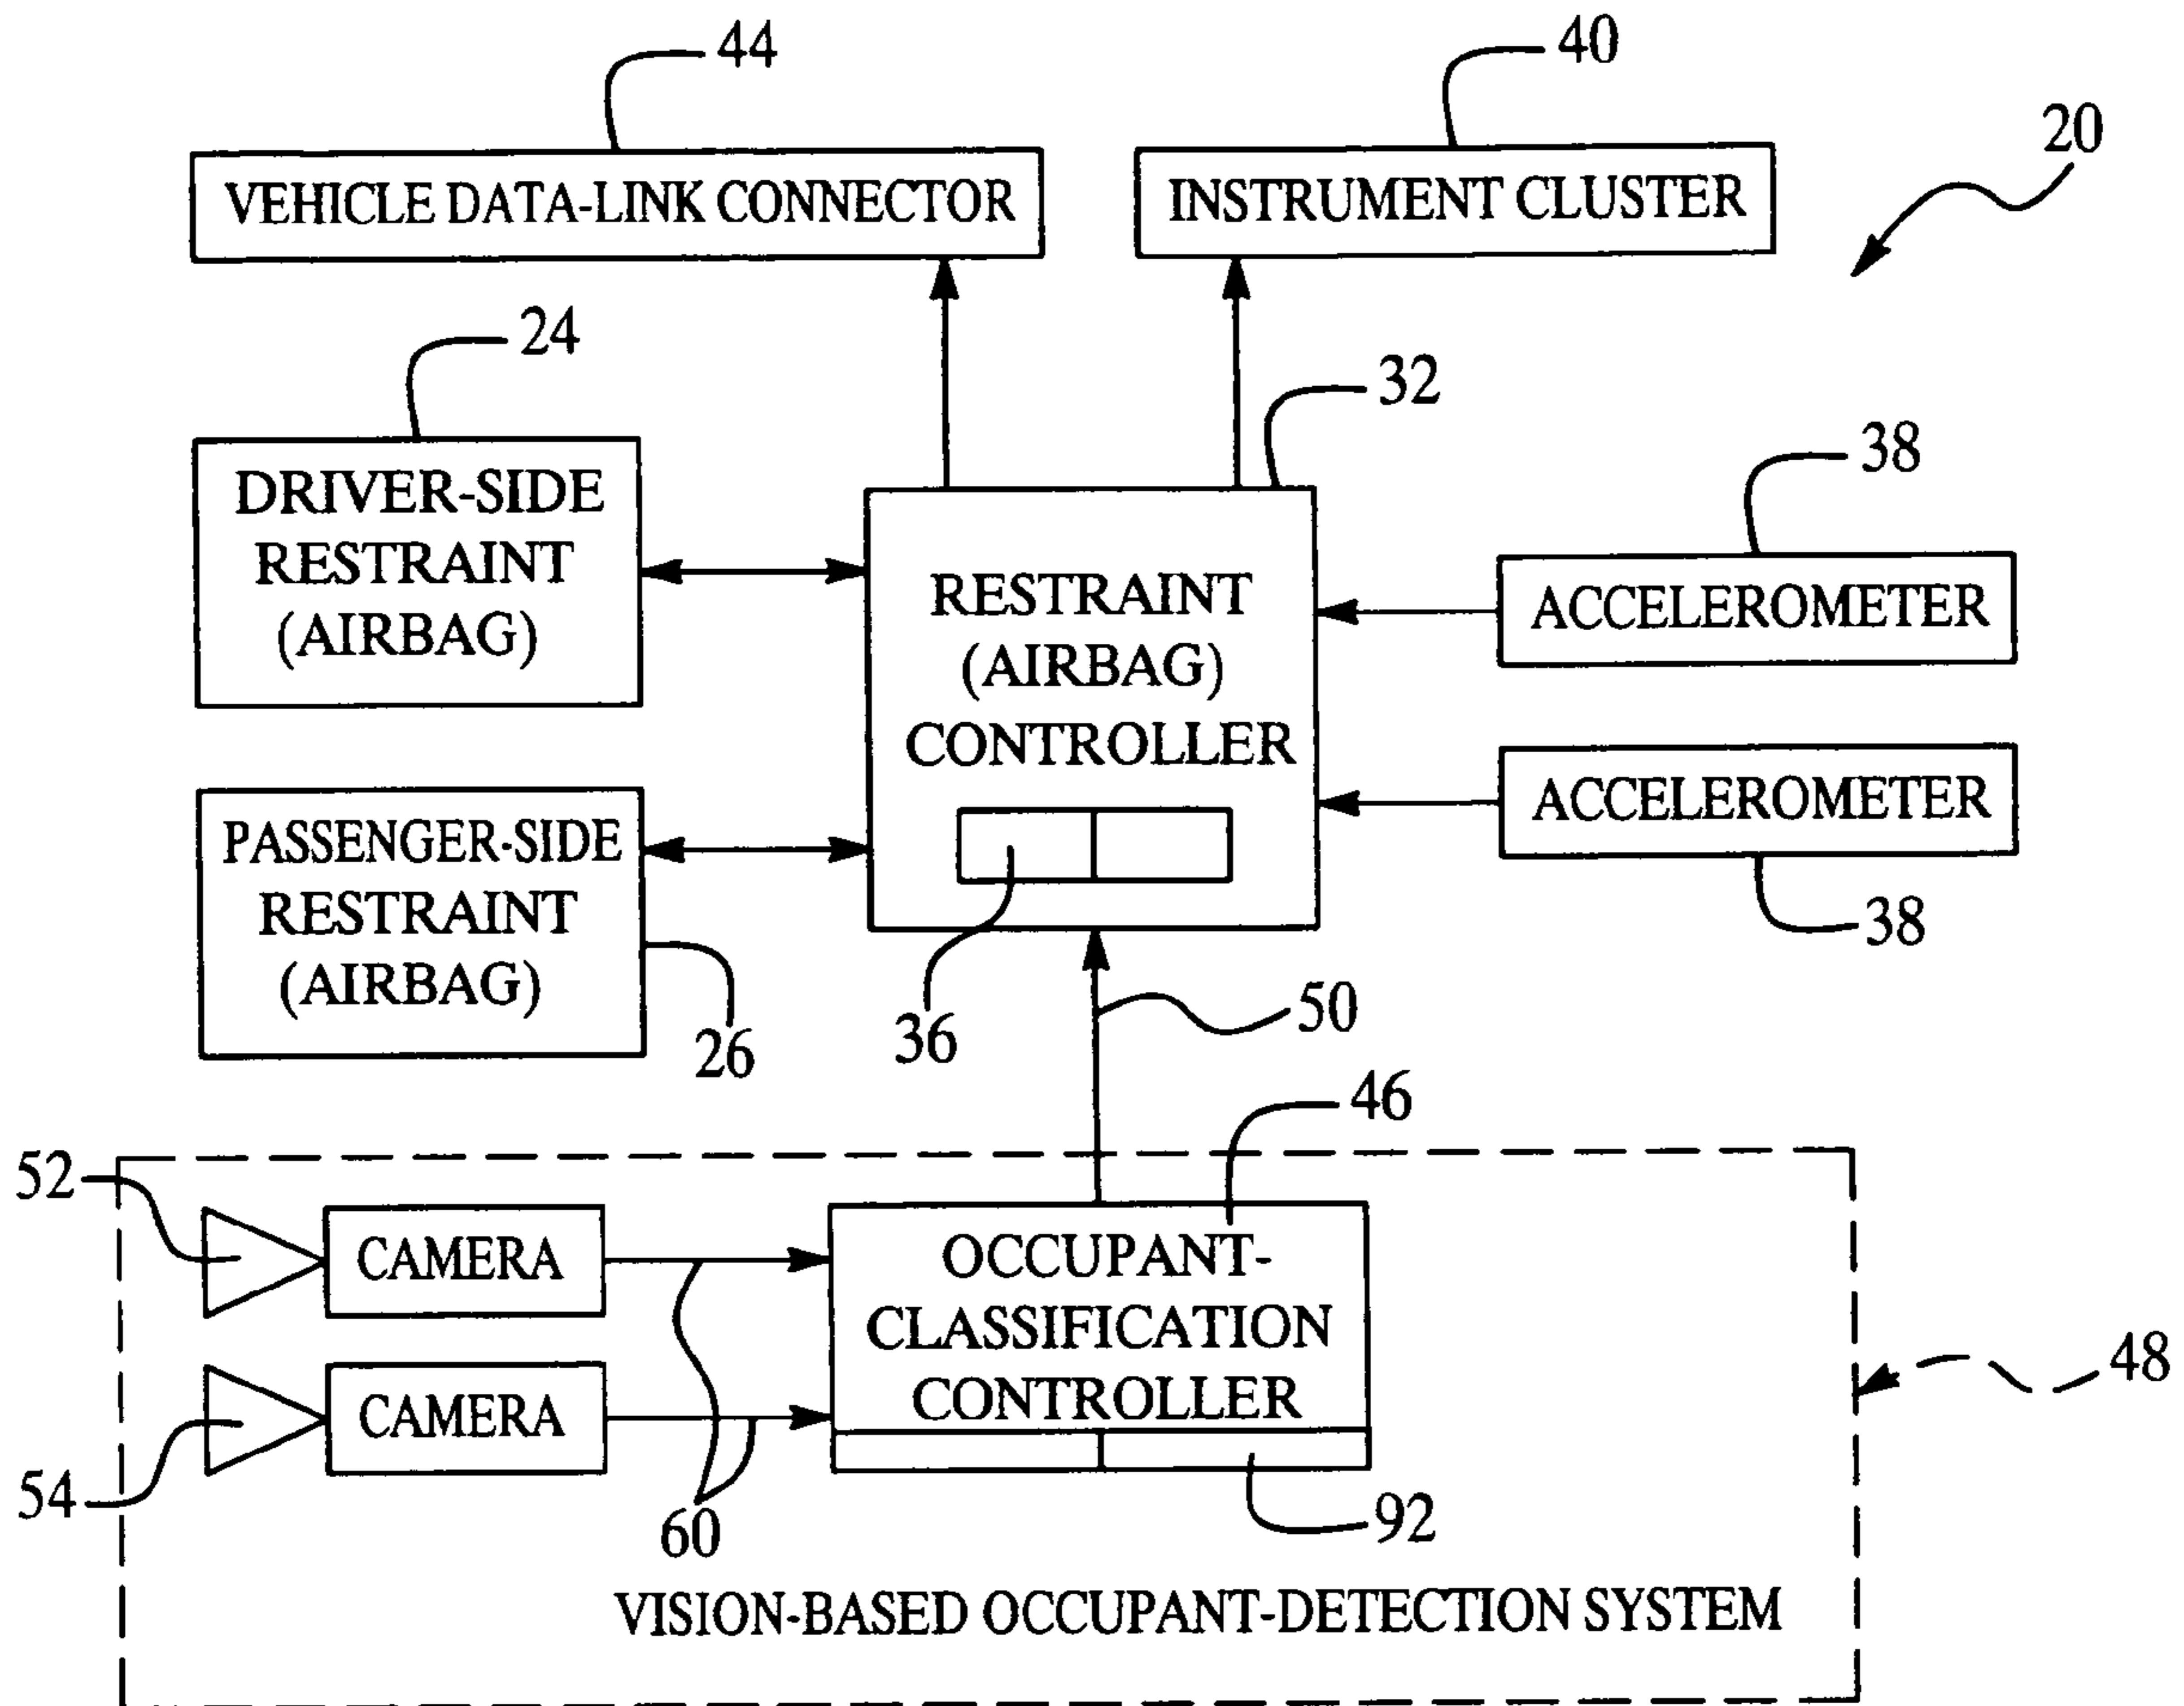 44
40
20
VEHICLE DATA-LINK CONNECTOR
INSTRUMENT CLUSTER
24
32
38
DRIVER-SIDE
RESTRAINT
(AIRBAG)
RESTRAINT
(AIRBAG)
CONTROLLER
ACCELEROMETER
ACCELEROMETER
38
PASSENGER-SIDE
RESTRAINT
(AIRBAG)
26
36
50
46
52
CAMERA
OCCUPANT-
CLASSIFICATION
CONTROLLER
48
54
CAMERA
60
92
VISION-BASED OCCUPANT-DETECTION SYSTEM